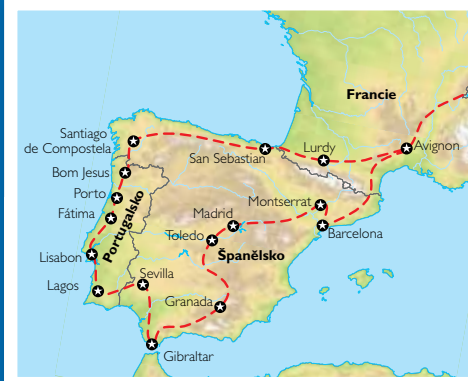 Francie
Santiago
de Compostela
San Sebastian
Lurdy
Avignon
Bom Jesus
Porto
Portugalsko
Fátima
Madrid
Montserrat
Toledo
Barcelona
Španělsko
Lisabon
Sevilla
Lagos
Granada
Gibraltar